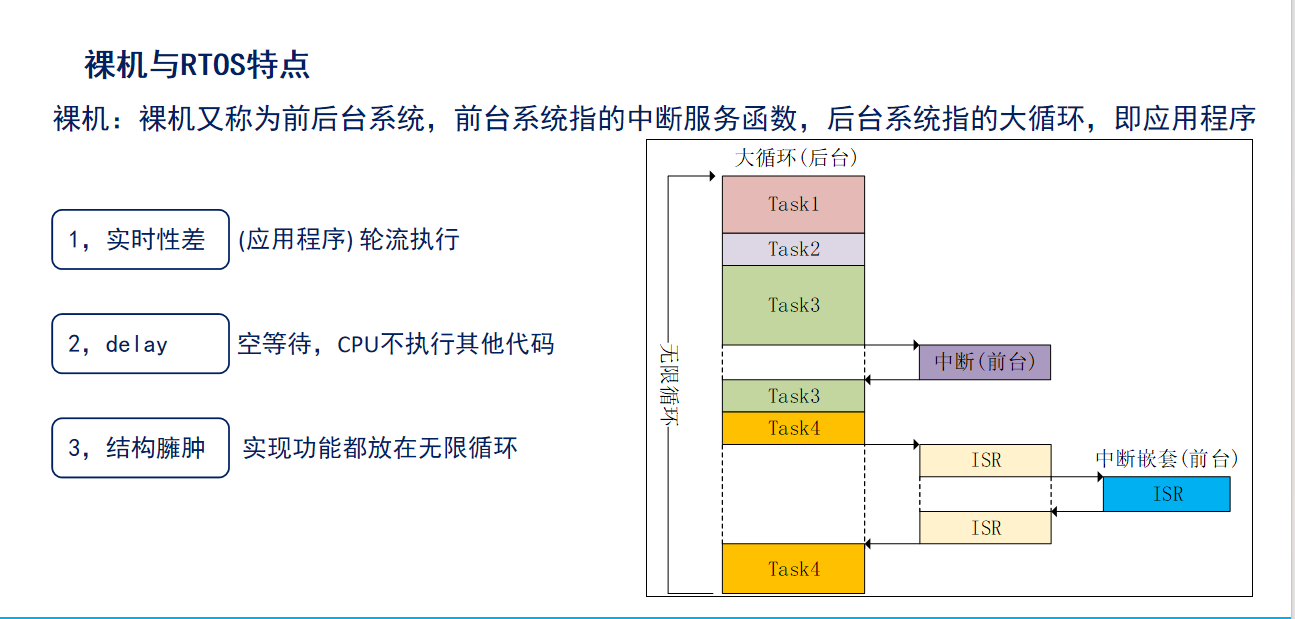 裸机与RTOS特点
裸机：裸机又称为前后台系统，前台系统指的中断服务函数，后台系统指的大循环，即应用程序
1，实时性差 (应用程序) 轮流执行
2，delay 空等待，CPU不执行其他代码
3，结构臃肿 实现功能都放在无限循环
大循环(后台)
Task1
Task2
Task3
无限循环
中断(前台)
Task3
Task4
ISR
中断嵌套(前台)
ISR
ISR
Task4